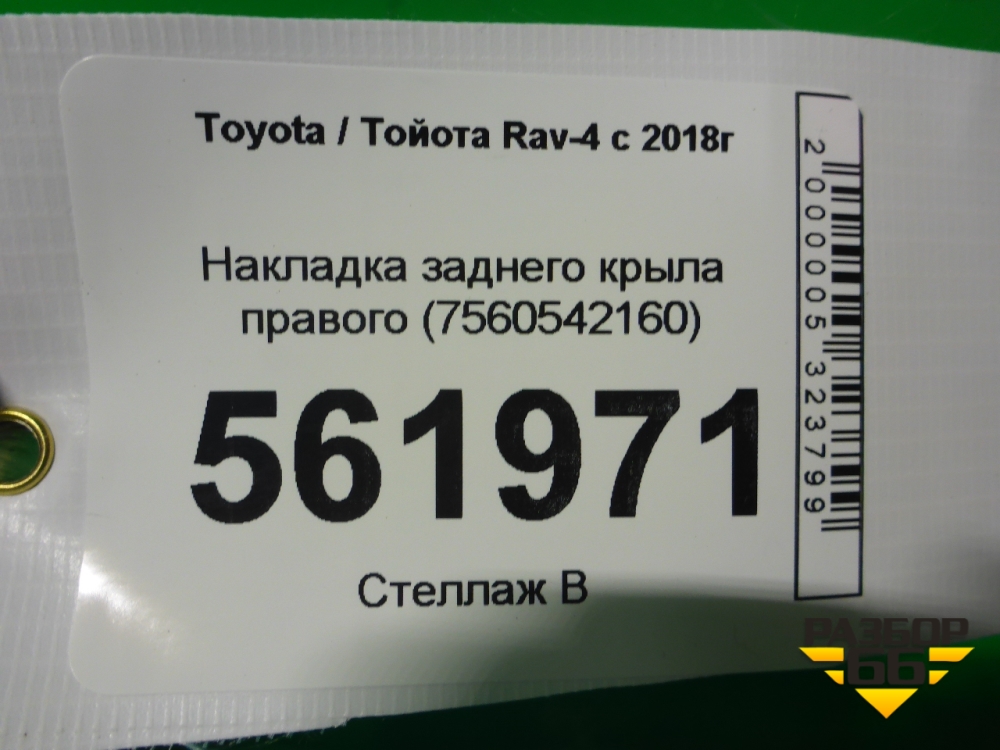 Toyota / Тойота Rav-4 с 2018г
Накладка заднего крыла
правого (7560542160)
561971
Стеллаж В
2000005323799
РАЗБОР
66